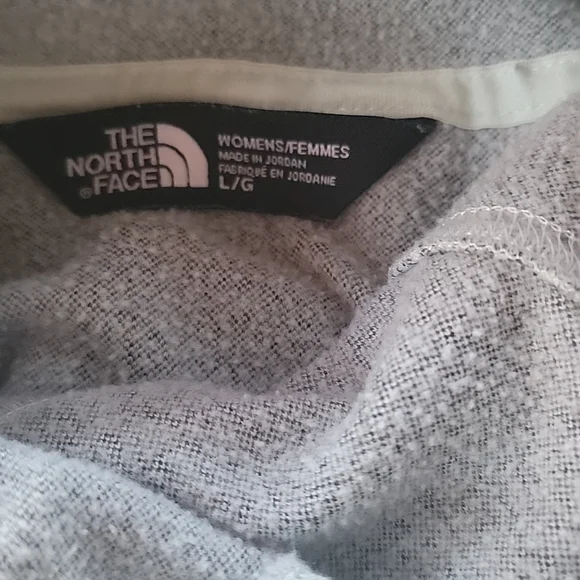 THE
NORTH
®FACE
WOMENS/FEMMES
MADE IN JORDAN
FABRIQUÉ EN JORDANIE
L/G